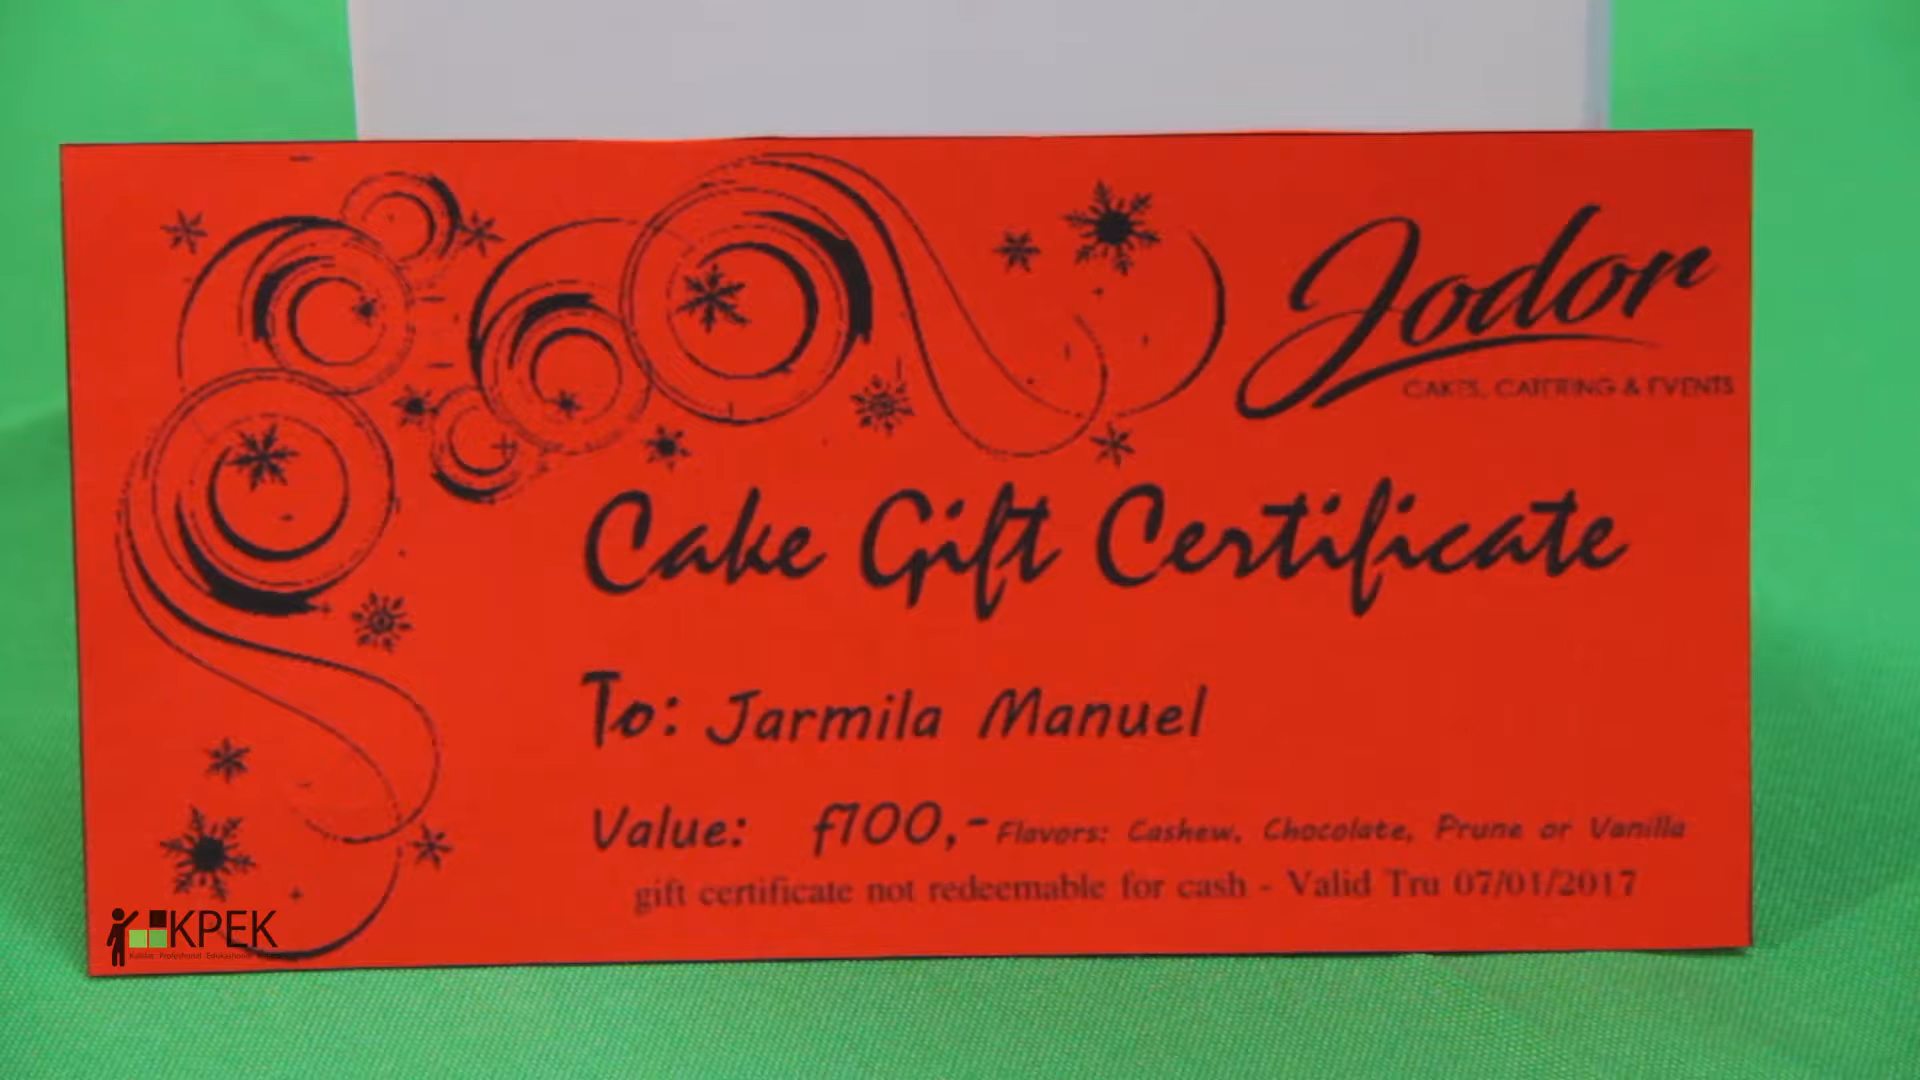 Jodor
CAKES, CATERING & EVENTS
Cake Gift Certificate
To: Jarmila Manuel
Value: f100,- Flavors: Cashew, Chocolate, Prune or Vanilla
gift certificate not redeemable for cash - Valid Tru 07/01/2017
KPEK